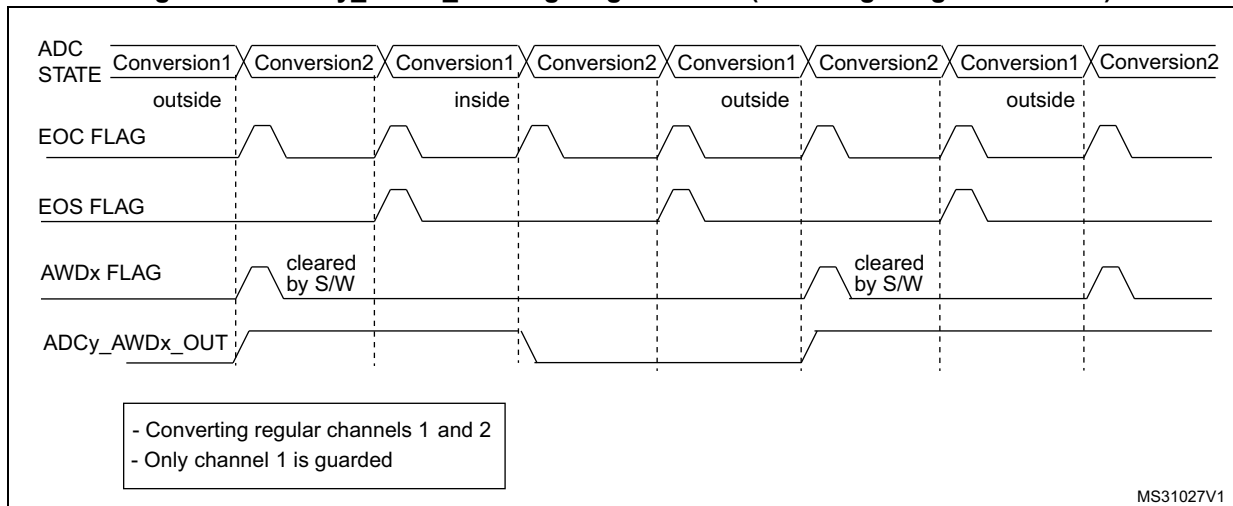 ADC
STATE
Conversion1 Conversion2 Conversion1 Conversion2 Conversion1 Conversion2 Conversion1 Conversion2
outside inside outside outside
EOC FLAG
EOS FLAG
AWDx FLAG
cleared
by S/W
cleared
by S/W
ADCy_AWDx_OUT
- Converting regular channels 1 and 2
- Only channel 1 is guarded
MS31027V1